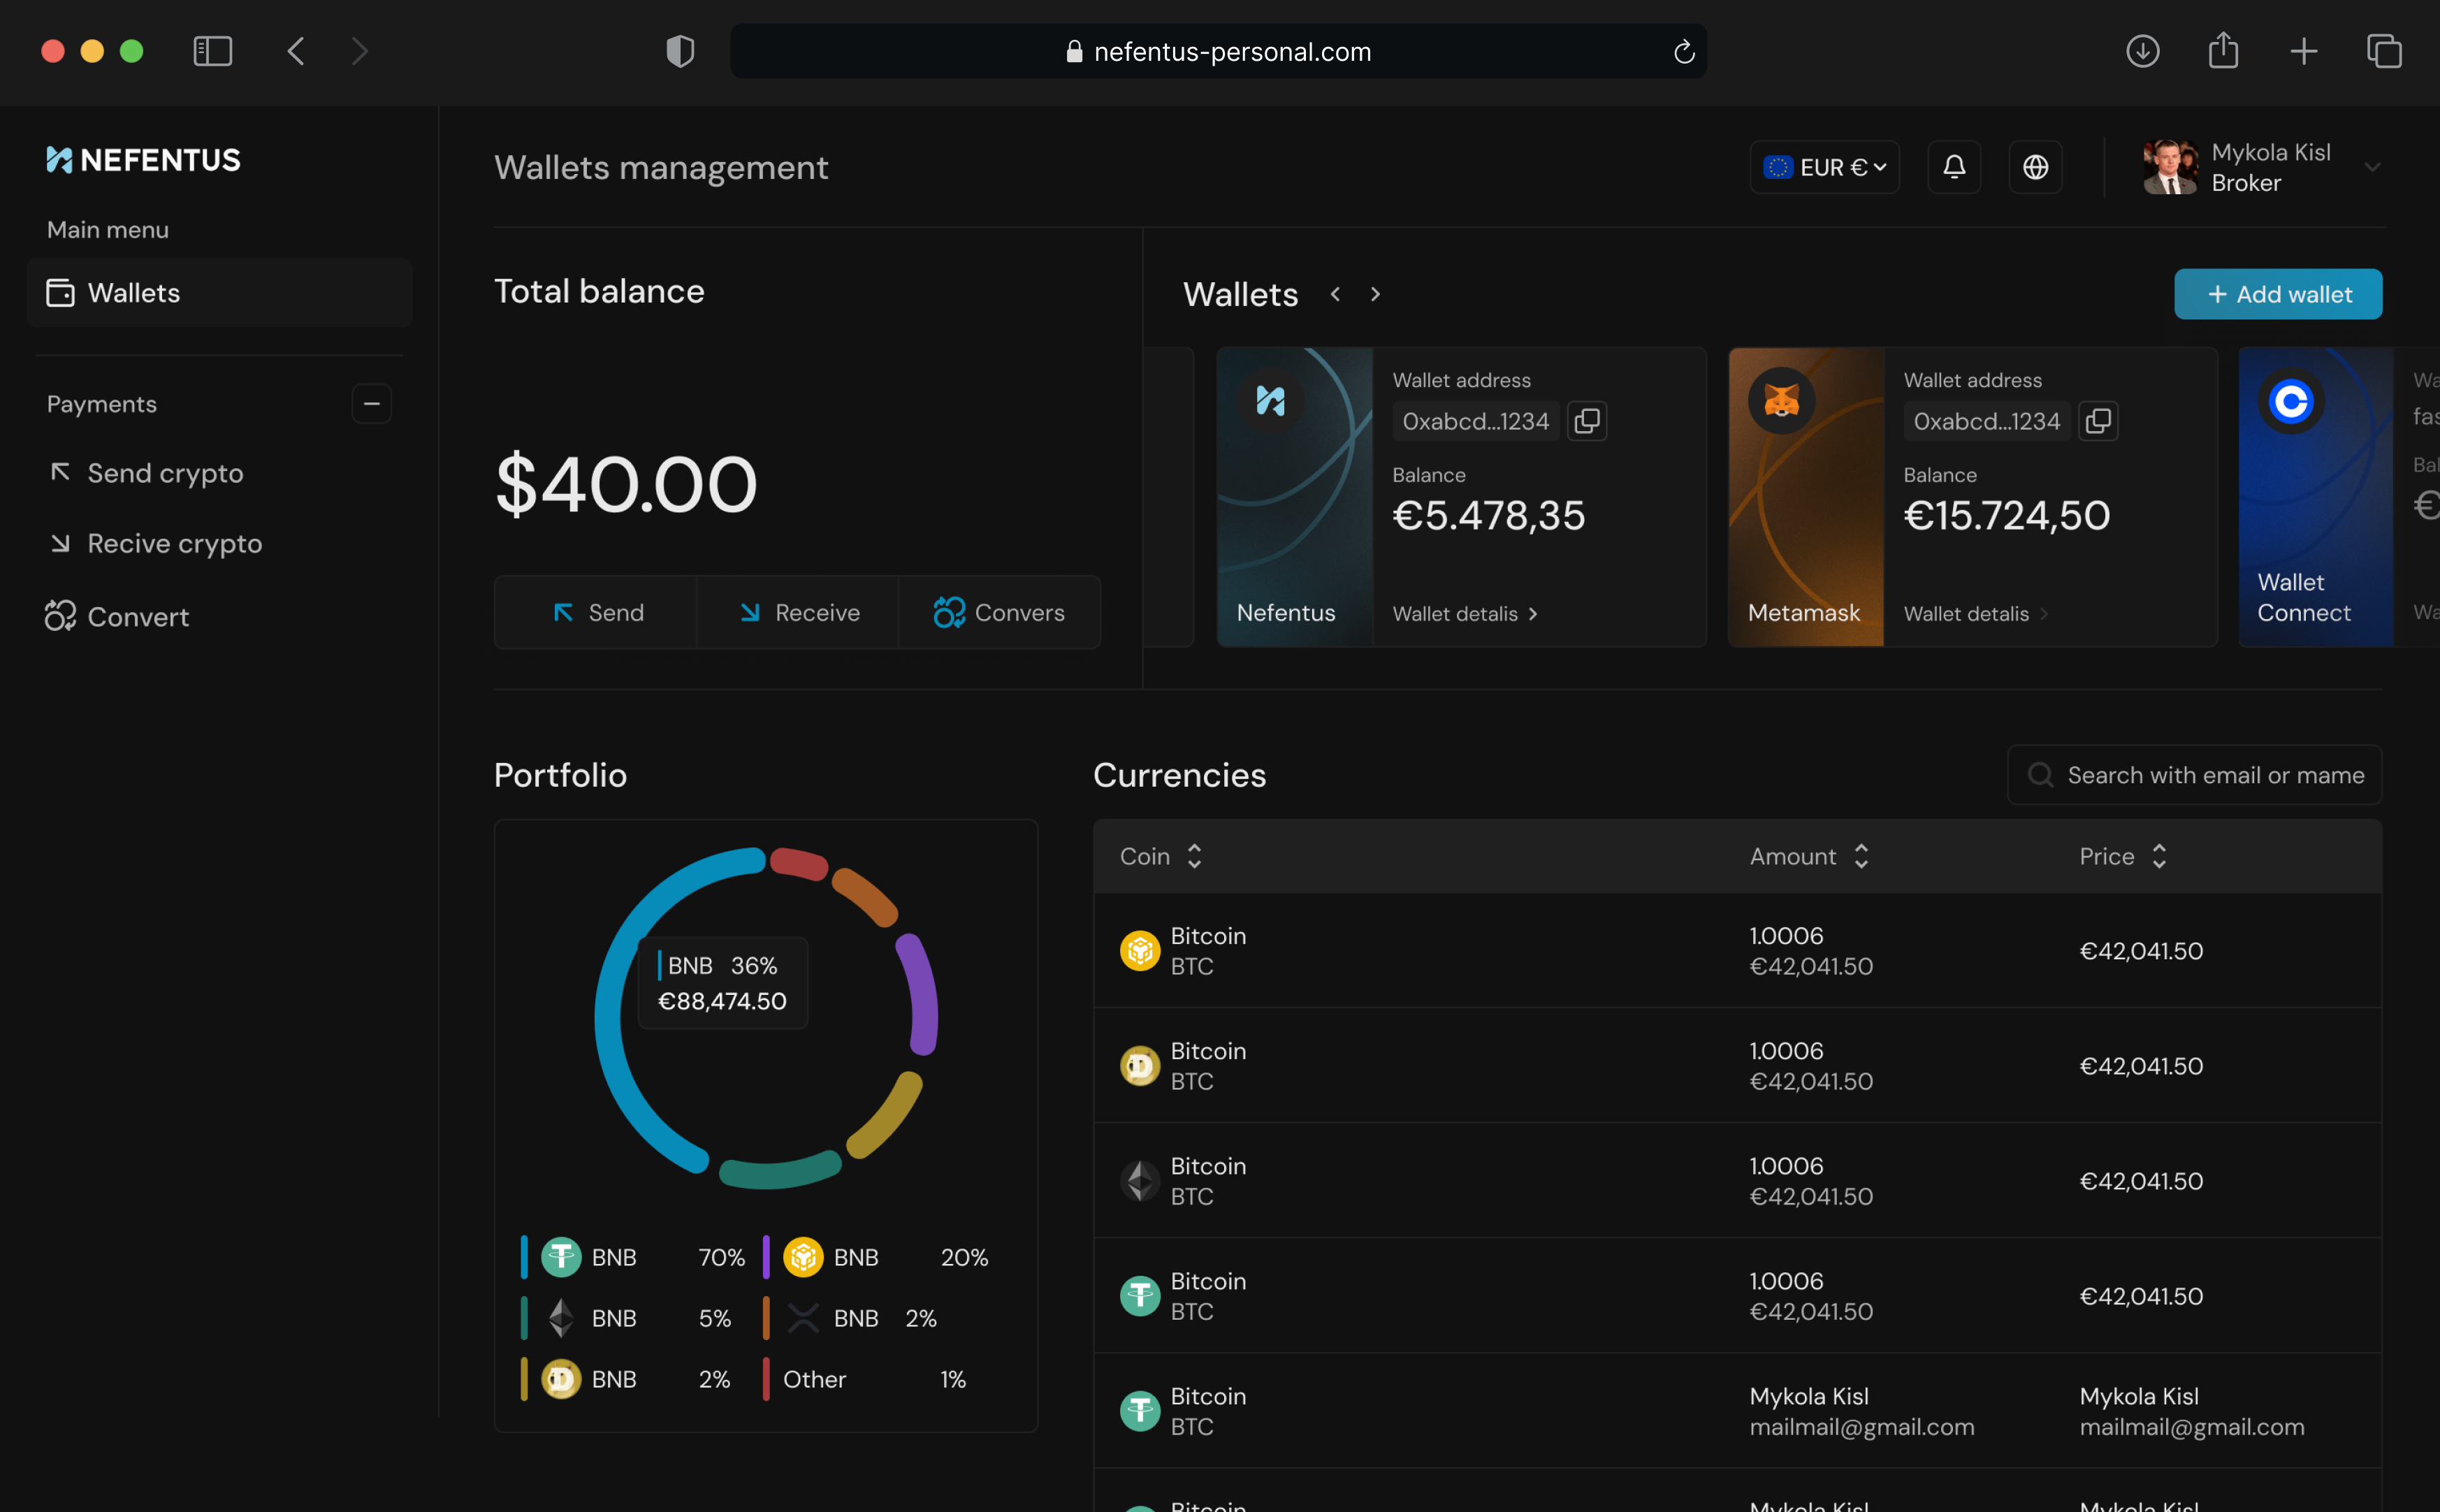 nefentus-personal.com
NEFENTUS
Main menu
Wallets
Payments
Send crypto
Recive crypto
Convert
Wallets management
EUR €
Mykola Kisl
Broker
Total balance
$40.00
Send
Receive
Convers
Wallets
+ Add wallet
Nefentus
Wallet address
0xabcd...1234
Balance
€5.478,35
Wallet detalis
Metamask
Wallet address
0xabcd...1234
Balance
€15.724,50
Wallet detalis
Wallet
Connect
Wa
fas
Bal
€
Wa
Portfolio
BNB 36%
€88,474.50
BNB 70%
BNB 20%
BNB 5%
BNB 2%
BNB 2%
Other 1%
Currencies
Search with email or mame
Coin Amount Price
Bitcoin
BTC
1.0006
€42,041.50
€42,041.50
Bitcoin
BTC
1.0006
€42,041.50
€42,041.50
Bitcoin
BTC
1.0006
€42,041.50
€42,041.50
Bitcoin
BTC
1.0006
€42,041.50
€42,041.50
Bitcoin
BTC
Mykola Kisl
mailmail@gmail.com
Mykola Kisl
mailmail@gmail.com
Bitcoin
Mykola Kisl
Mykola Kisl